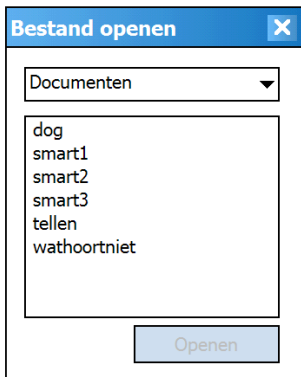 Bestand openen
Documenten
dog
smart1
smart2
smart3
tellen
wathoortniet
Openen